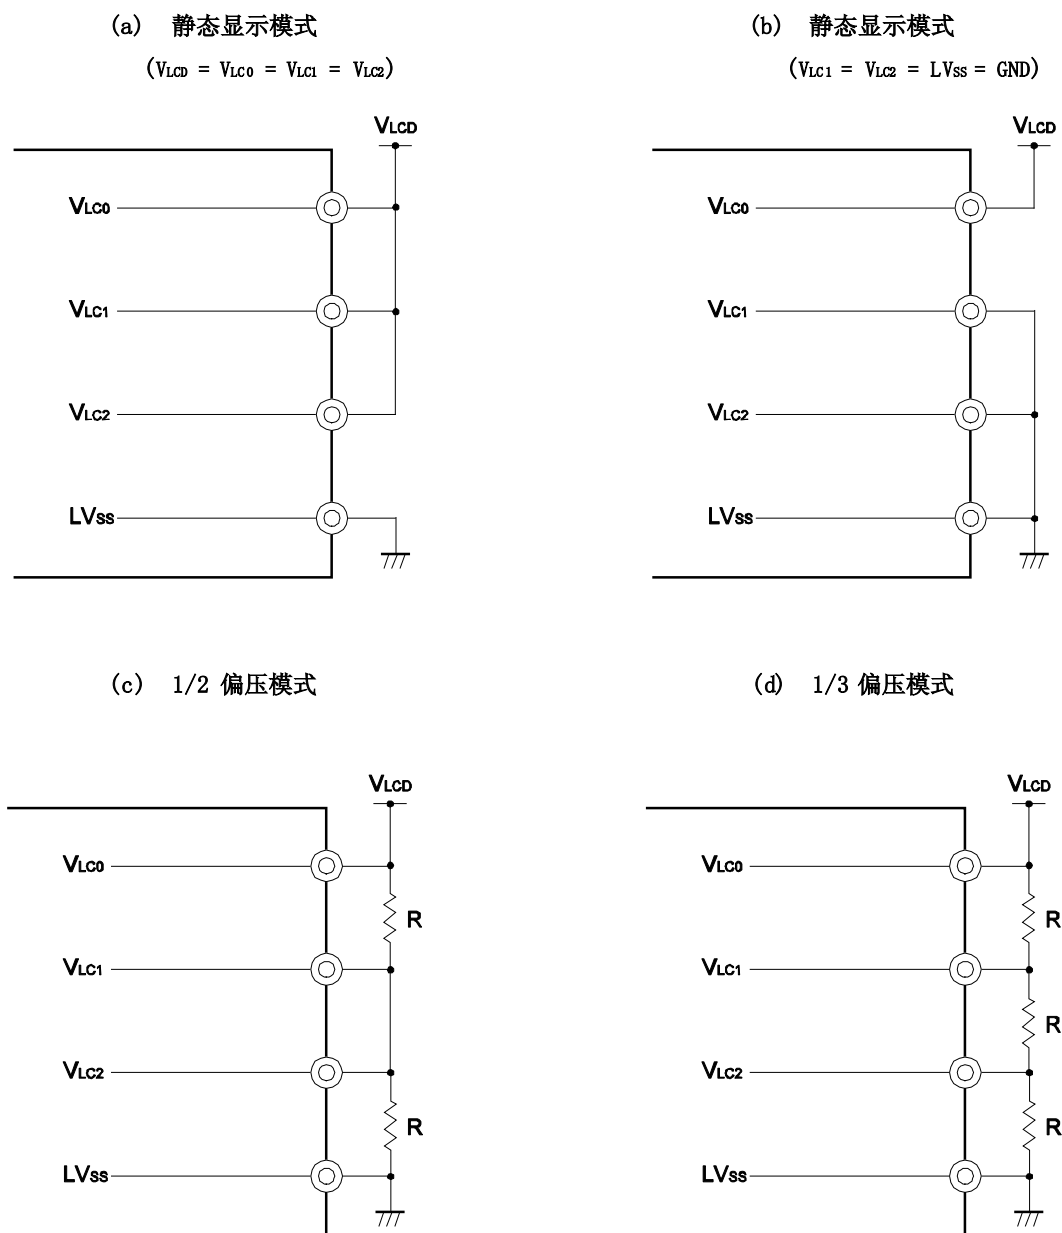 (a) 静态显示模式
(VLCD = VLC0 = VLC1 = VLC2)
VLCD
VLC0
VLC1
VLC2
LVSS
(b) 静态显示模式
(VLC1 = VLC2 = LVSS = GND)
VLCD
VLC0
VLC1
VLC2
LVSS
(c) 1/2 偏压模式
VLCD
VLC0
R
VLC1
VLC2
R
LVSS
(d) 1/3 偏压模式
VLCD
VLC0
R
VLC1
R
VLC2
R
LVSS